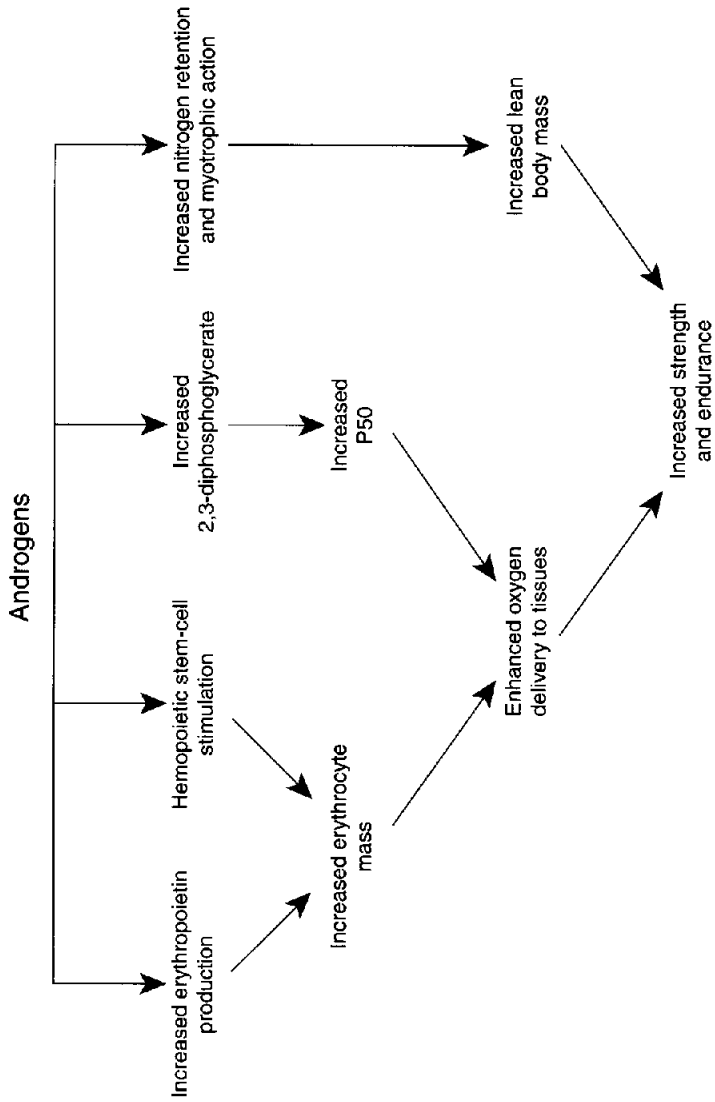 Androgens
Increased erythropoietin
production
Hemopoietic stem-cell
stimulation
Increased
2,3-diphosphoglycerate
Increased nitrogen retention
and myotrophic action
Increased erythrocyte
mass
Increased
P50
Enhanced oxygen
delivery to tissues
Increased lean
body mass
Increased strength
and endurance